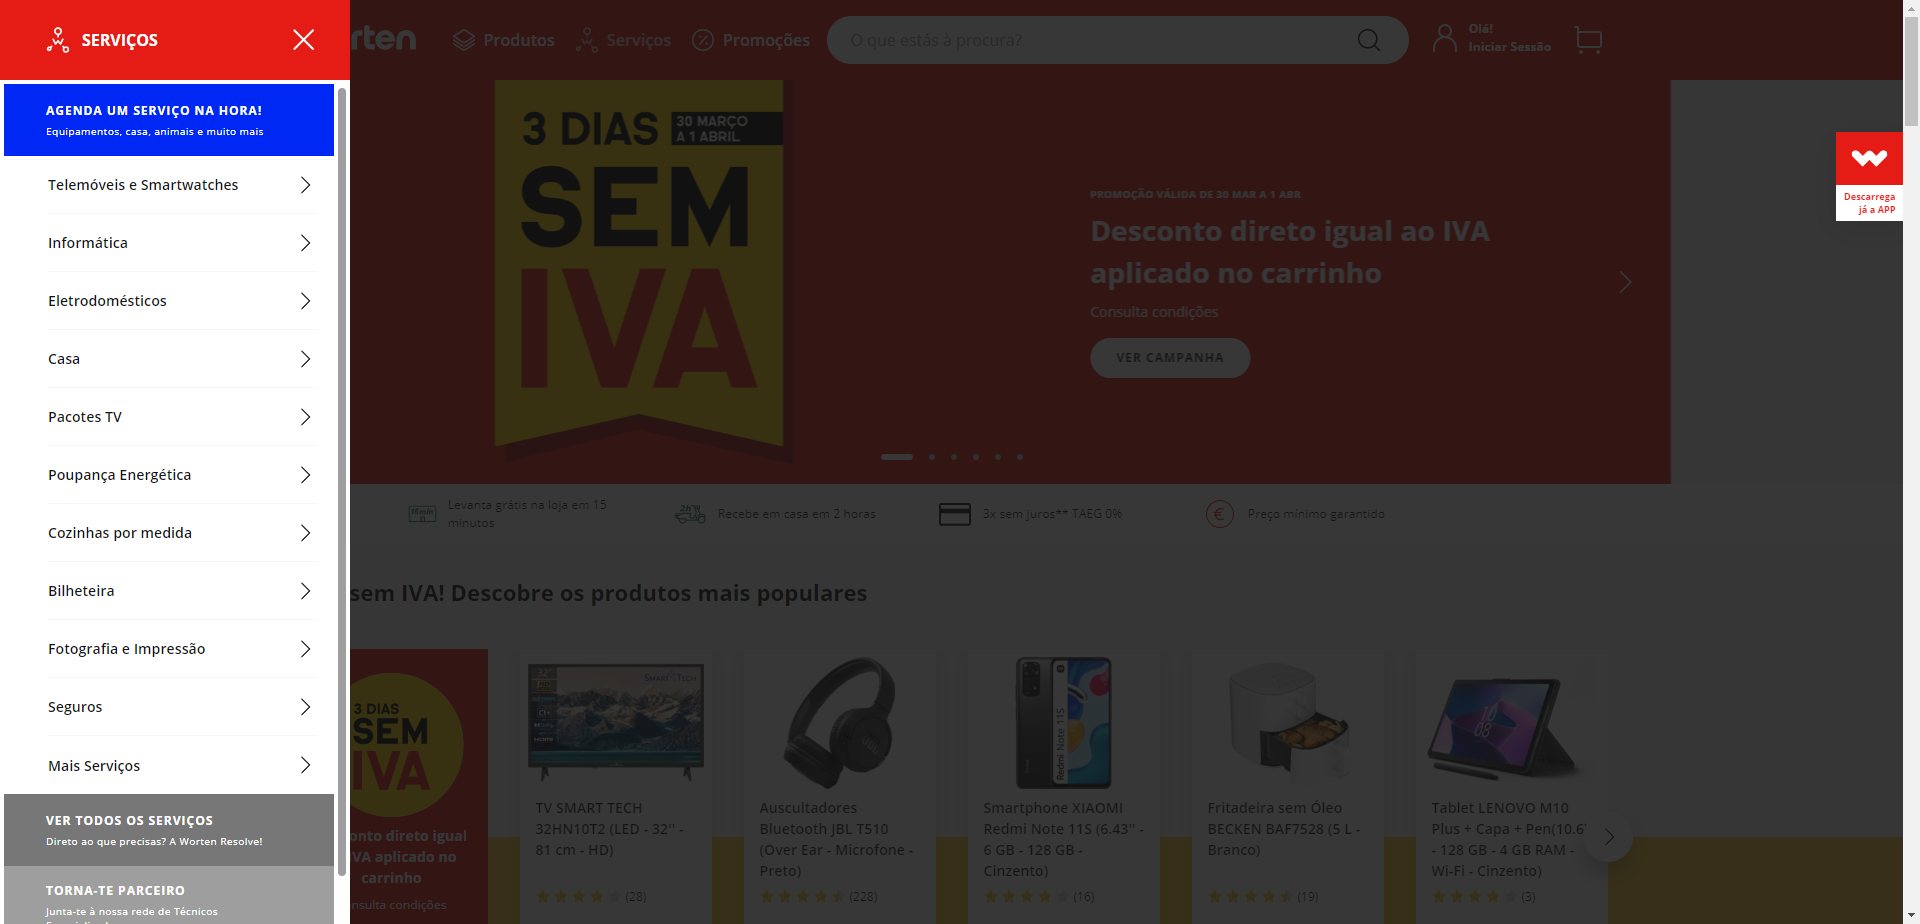 SERVIÇOS
rten
Produtos
Serviços
Promoções
O que estás à procura?
Olá!
Iniciar Sessão
AGENDA UM SERVIÇO NA HORA!
Equipamentos, casa, animais e muito mais
Telemóveis e Smartwatches
Informática
Eletrodomésticos
Casa
Pacotes TV
Poupança Energética
Cozinhas por medida
Bilheteira
Fotografia e Impressão
Seguros
Mais Serviços
VER TODOS OS SERVIÇOS
Direto ao que precisas? A Worten Resolve!
TORNA-TE PARCEIRO
Junta-te à nossa rede de Técnicos
3 DIAS
30 MARÇO
A 1 ABRIL
SEM
IVA
PROMOÇÃO VÁLIDA DE 30 MAR A 1 ABR
Desconto direto igual ao IVA
aplicado no carrinho
Consulta condições
VER CAMPANHA
Descarrega
já a APP
Levanta grátis na loja em 15
minutos
Recebe em casa em 2 horas
3x sem juros** TAEG 0%
Preço mínimo garantido
sem IVA! Descobre os produtos mais populares
3 DIAS
SEM
IVA
onto direto igual
IVA aplicado no
carrinho
nsulta condições
TV SMART TECH
32HN10T2 (LED - 32'' -
81 cm - HD)
(28)
Auscultadores
Bluetooth JBL T510
(Over Ear - Microfone -
Preto)
(228)
Redmi Note 11S
Smartphone XIAOMI
Redmi Note 11S (6.43'' -
6 GB - 128 GB -
Cinzento)
(16)
Fritadeira sem Óleo
BECKEN BAF7528 (5 L -
Branco)
(19)
10
08
Tablet LENOVO M10
Plus + Capa + Pen(10.6'
- 128 GB - 4 GB RAM -
Wi-Fi - Cinzento)
(3)